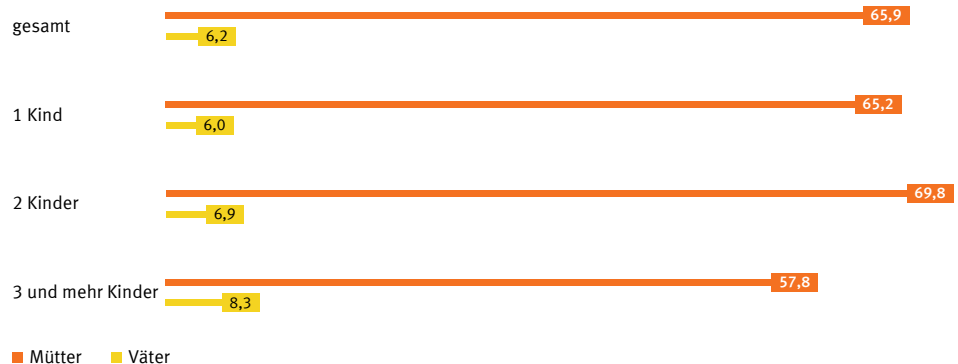 gesamt
65,9
6,2
1 Kind
65,2
6,0
2 Kinder
69,8
6,9
3 und mehr Kinder
57,8
8,3
Mütter Väter